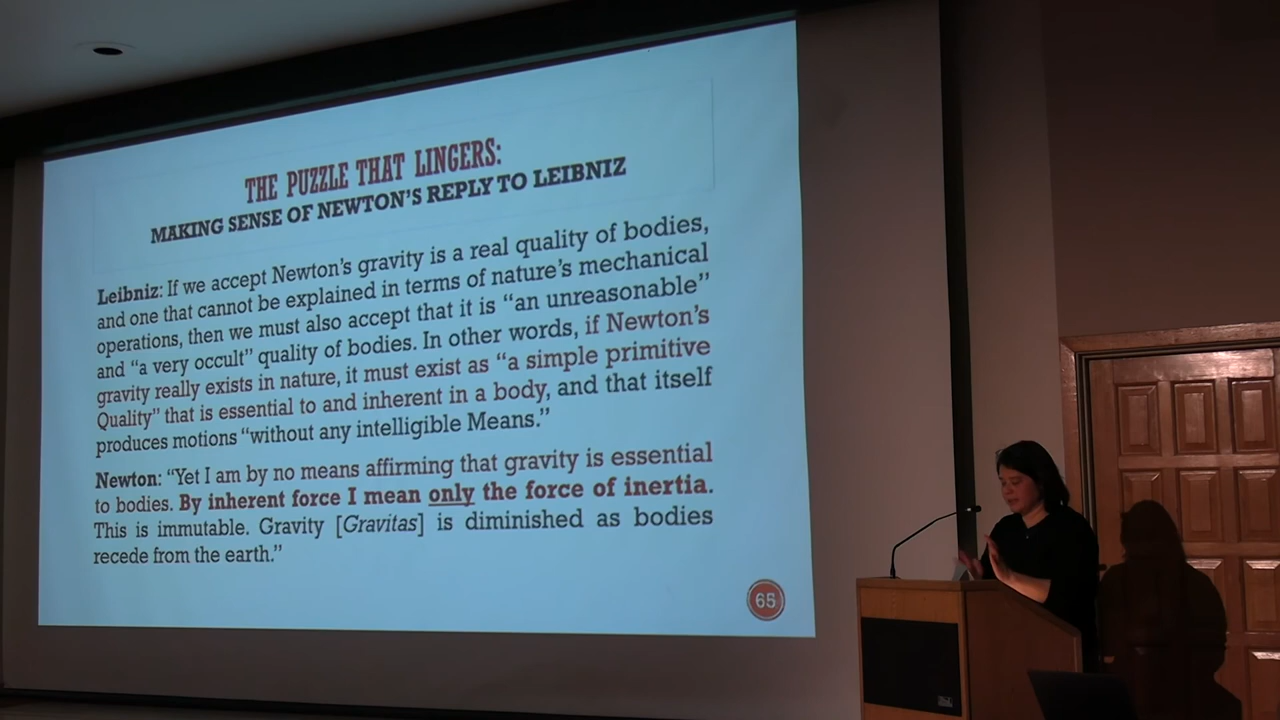 THE PUZZLE THAT LINGERS:
MAKING SENSE OF NEWTON'S REPLY TO LEIBNIZ
Leibniz: If we accept Newton's gravity is a real quality of bodies,
and one that cannot be explained in terms of nature's mechanical
operations, then we must also accept that it is "an unreasonable"
and "a very occult" quality of bodies. In other words, if Newton's
gravity really exists in nature, it must exist as "a simple primitive
Quality" that is essential to and inherent in a body, and that itself
produces motions "without any intelligible Means."
Newton: "Yet I am by no means affirming that gravity is essential
to bodies. By inherent force I mean only the force of inertia.
This is immutable. Gravity [Gravitas] is diminished as bodies
recede from the earth."
65